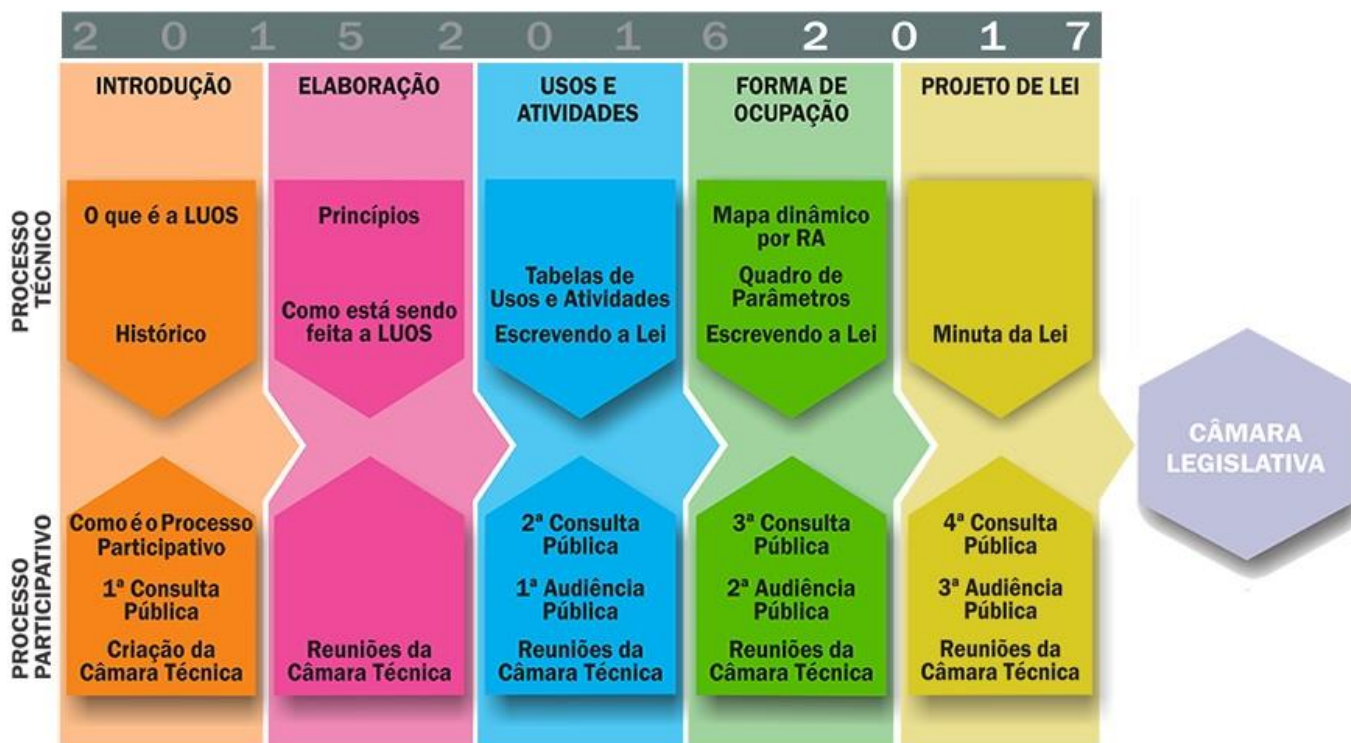 2 0 1 5 2 0 1 6 2 0 1 7
INTRODUÇÃO
ELABORAÇÃO
USOS E
ATIVIDADES
FORMA DE
OCUPAÇÃO
PROJETO DE LEI
PROCESSO
TÉCNICO
O que é a LUOS
Histórico
Princípios
Como está sendo
feita a LUOS
Tabelas de
Usos e Atividades
Escrevendo a Lei
Mapa dinâmico
por RA
Quadro de
Parâmetros
Escrevendo a Lei
Minuta da Lei
CÂMARA
LEGISLATIVA
PROCESSO
PARTICIPATIVO
Como é o Processo
Participativo
1ª Consulta
Pública
Criação da
Câmara Técnica
Reuniões da
Câmara Técnica
2ª Consulta
Pública
1ª Audiência
Pública
Reuniões da
Câmara Técnica
3ª Consulta
Pública
2ª Audiência
Pública
Reuniões da
Câmara Técnica
4ª Consulta
Pública
3ª Audiência
Pública
Reuniões da
Câmara Técnica